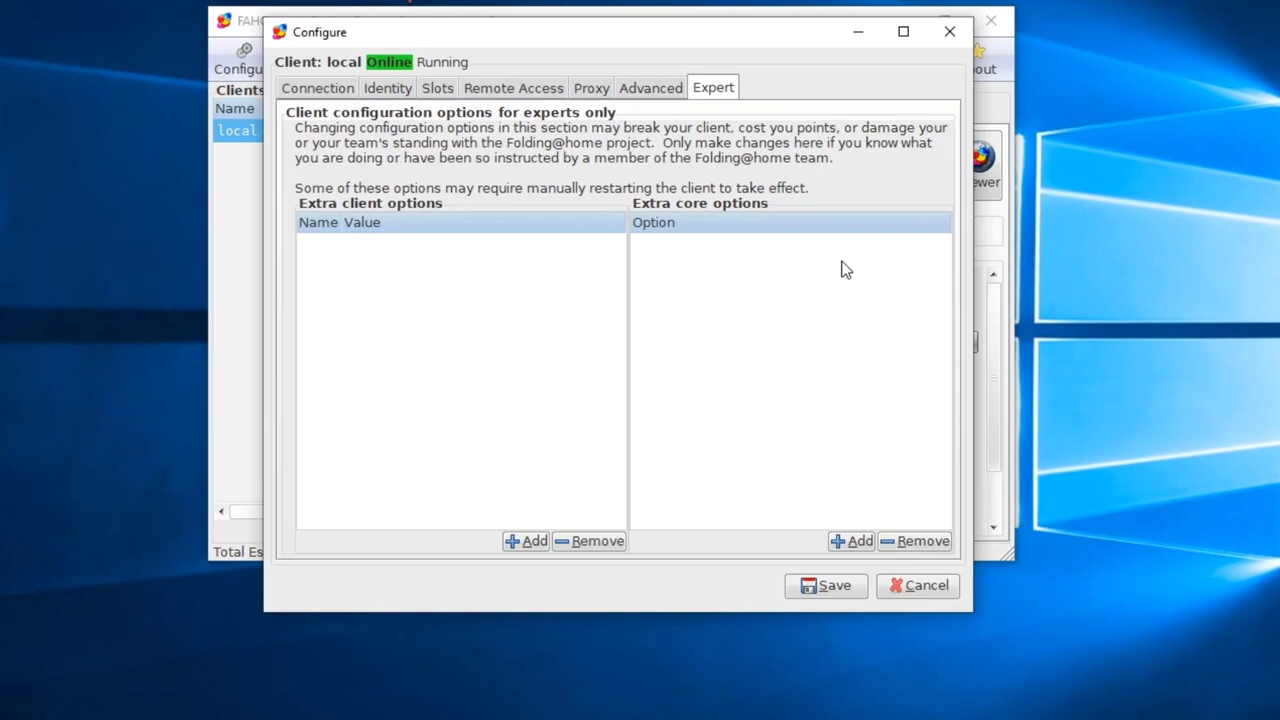 FAHC
Configure
Client: local Online Running
Configu
out
Connection Identity Slots Remote Access Proxy Advanced Expert
Clients
Name
local
Client configuration options for experts only
Changing configuration options in this section may break your client, cost you points, or damage your
or your team's standing with the Folding@home project. Only make changes here if you know what
you are doing or have been so instructed by a member of the Folding@home team.
ewer
Some of these options may require manually restarting the client to take effect.
Extra client options Extra core options
Name Value Option
Add Remove Add Remove
Total Es
Save Cancel